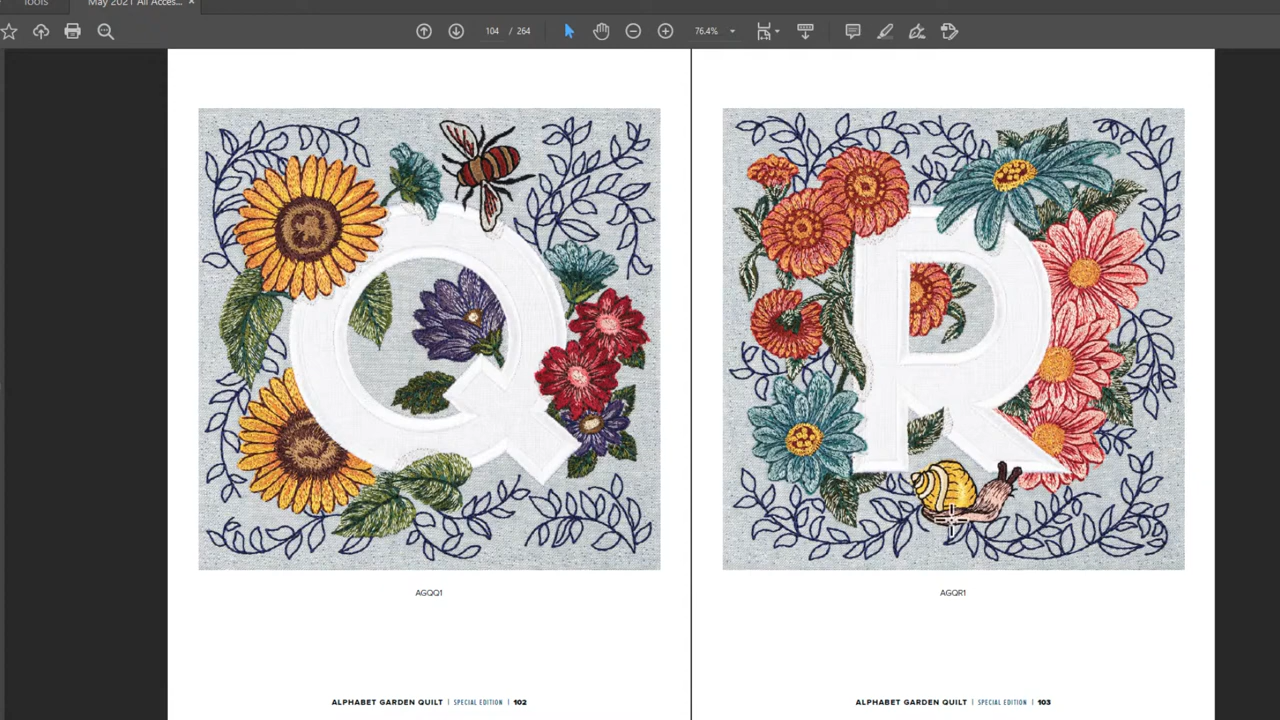 Tools
May 2021 All Acces... ×
104 / 264
76.4%
Q
R
AGQQ1
AGQR1
ALPHABET GARDEN QUILT | SPECIAL EDITION | 102
ALPHABET GARDEN QUILT | SPECIAL EDITION | 103